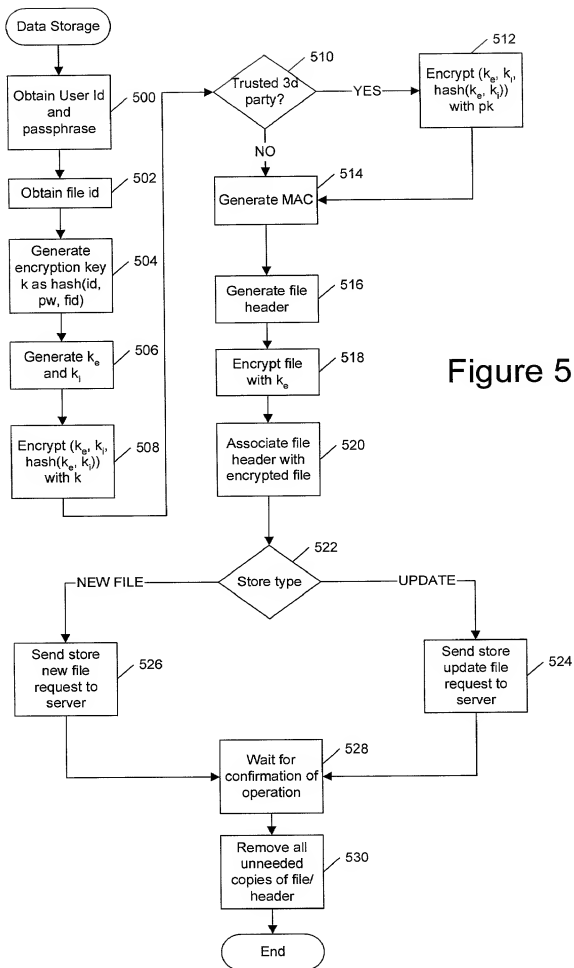 Data Storage
Obtain User Id
and
passphrase
500
Obtain file id
502
Generate
encryption key
k as hash(id,
pw, fid)
504
Generate ke
and ki
506
Encrypt (ke, ki,
hash(ke, ki))
with k
508
Trusted 3d
party?
510
YES
NO
Encrypt (ke, ki,
hash(ke, ki))
with pk
512
Generate MAC
514
Generate file
header
516
Encrypt file
with ke
518
Associate file
header with
encrypted file
520
Figure 5
Store type
522
NEW FILE
UPDATE
Send store
new file
request to
server
526
Send store
update file
request to
server
524
Wait for
confirmation of
operation
528
Remove all
unneeded
copies of file/
header
530
End